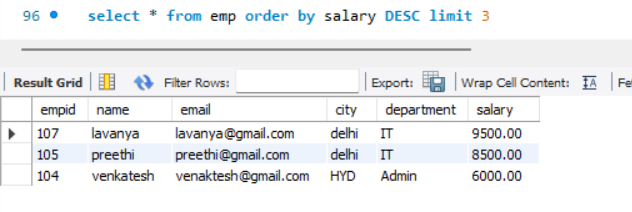 96 select * from emp order by salary DESC limit 3
Result Grid Filter Rows: Export: Wrap Cell Content: Fe
empid name email city department salary
107 lavanya lavanya@gmail.com delhi IT 9500.00
105 preethi preethi@gmail.com delhi IT 8500.00
104 venkatesh venaktesh@gmail.com HYD Admin 6000.00